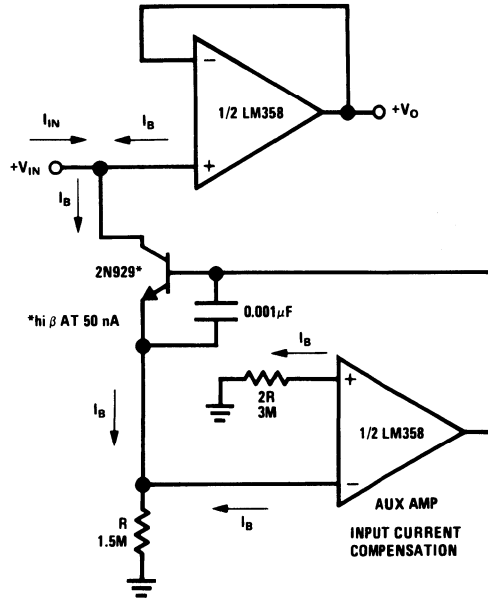 −
1/2 LM358
+VO
IIN
IB
+
+VIN
IB
2N929*
*hi β AT 50 nA
0.001μF
IB
+
2R
3M
1/2 LM358
IB
−
AUX AMP
R
1.5M
IB
INPUT CURRENT
COMPENSATION